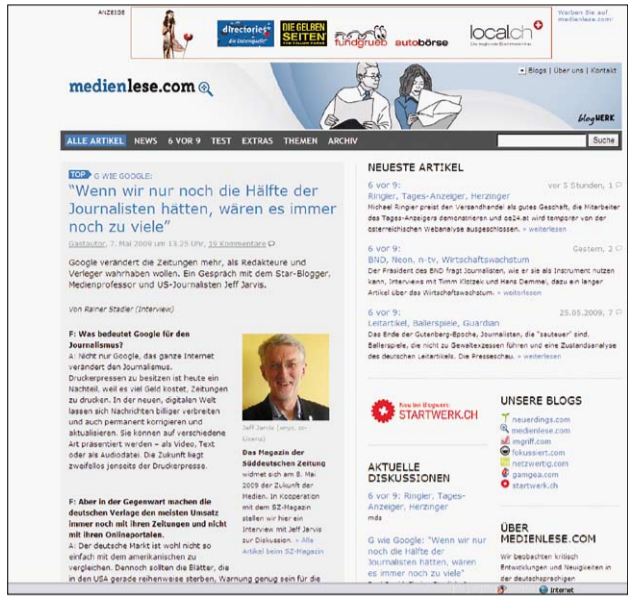 ANZEIGE
directories
DIE GELBEN
SEITEN
fundgrueb
autobörse
local.ch
Werben Sie auf
medienlese.com!
medienlese.com
Blogs | Über uns | Kontakt
blogWERK
ALLE ARTIKEL NEWS 6 VOR 9 TEST EXTRAS THEMEN ARCHIV
Suche
TOP G WIE GOOGLE:
"Wenn wir nur noch die Hälfte der
Journalisten hätten, wären es immer
noch zu viele"
Gastautor, 7. Mai 2009 um 13:25 Uhr, 15 Kommentare
Google verändert die Zeitungen mehr, als Redakteure und
Verleger wahrhaben wollen. Ein Gespräch mit dem Star-Blogger,
Medienprofessor und US-Journalisten Jeff Jarvis.
Von Rainer Stadler (Interview)
F: Was bedeutet Google für den
Journalismus?
A: Nicht nur Google, das ganze Internet
verändert den Journalismus.
Druckerpressen zu besitzen ist heute ein
Nachteil, weil es viel Geld kostet, Zeitungen
zu drucken. In der neuen, digitalen Welt
lassen sich Nachrichten billiger verbreiten
und auch permanent korrigieren und
aktualisieren. Sie können auf verschiedene
Art präsentiert werden – als Video, Text
oder als Audiodatei. Die Zukunft liegt
zweifellos jenseits der Druckerpresse.
F: Aber in der Gegenwart machen die
deutschen Verlage den meisten Umsatz
immer noch mit ihren Zeitungen und nicht
mit ihren Onlineportalen.
A: Der deutsche Markt ist wohl nicht so
einfach mit dem amerikanischen zu
vergleichen. Dennoch sollten die Blätter, die
in den USA gerade reihenweise sterben, Warnung genug sein für die
Jeff Jarvis
Das Magazin der
Süddeutschen Zeitung
widmet sich am 8. Mai
2009 der Zukunft der
Medien. In Kooperation
mit dem SZ-Magazin
stellen wir hier ein
Interview mit Jeff Jarvis
zur Diskussion. » Alle
Artikel beim SZ-Magazin
NEUESTE ARTIKEL
6 vor 9: vor 5 Stunden, 1
Ringier, Tages-Anzeiger, Herzinger
Michael Ringier preist den Versandhandel als gutes Geschäft, die Mitarbeiter
des Tages-Anzeigers demonstrieren und oe24.at wird temporär von der
österreichischen Webanalyse ausgeschlossen. » weiterlesen
6 vor 9: Gestern, 2
BND, Neon, n-tv, Wirtschaftswachstum
Der Präsident des BND fragt Journalisten, wie er sie als Instrument nutzen
kann, Interviews mit Timm Klotzek und Hans Demmel, dazu ein langer
Artikel über das Wirtschaftswachstum. » weiterlesen
6 vor 9: 25.05.2009, 7
Leitartikel, Ballerspiele, Guardian
Das Ende der Gutenberg-Epoche, Journalisten, die "sauteuer" sind,
Ballerspiele, die nicht zu Gewaltexzessen führen und eine Zustandsanalyse
des deutschen Leitartikels. Die Presseschau. » weiterlesen
Neu bei Blogwerk:
STARTWERK.CH
AKTUELLE
DISKUSSIONEN
6 vor 9: Ringier, Tages-
Anzeiger, Herzinger
mds
G wie Google: "Wenn wir
nur noch die Hälfte der
Journalisten hätten, wären
es immer noch zu viele"
UNSERE BLOGS
neuerdings.com
medienlese.com
imgriff.com
fokussiert.com
netzwertig.com
gamgea.com
startwerk.ch
ÜBER
MEDIENLESE.COM
Wir beobachten kritisch
Entwicklungen und Neuigkeiten in
der deutschsprachigen
Internet